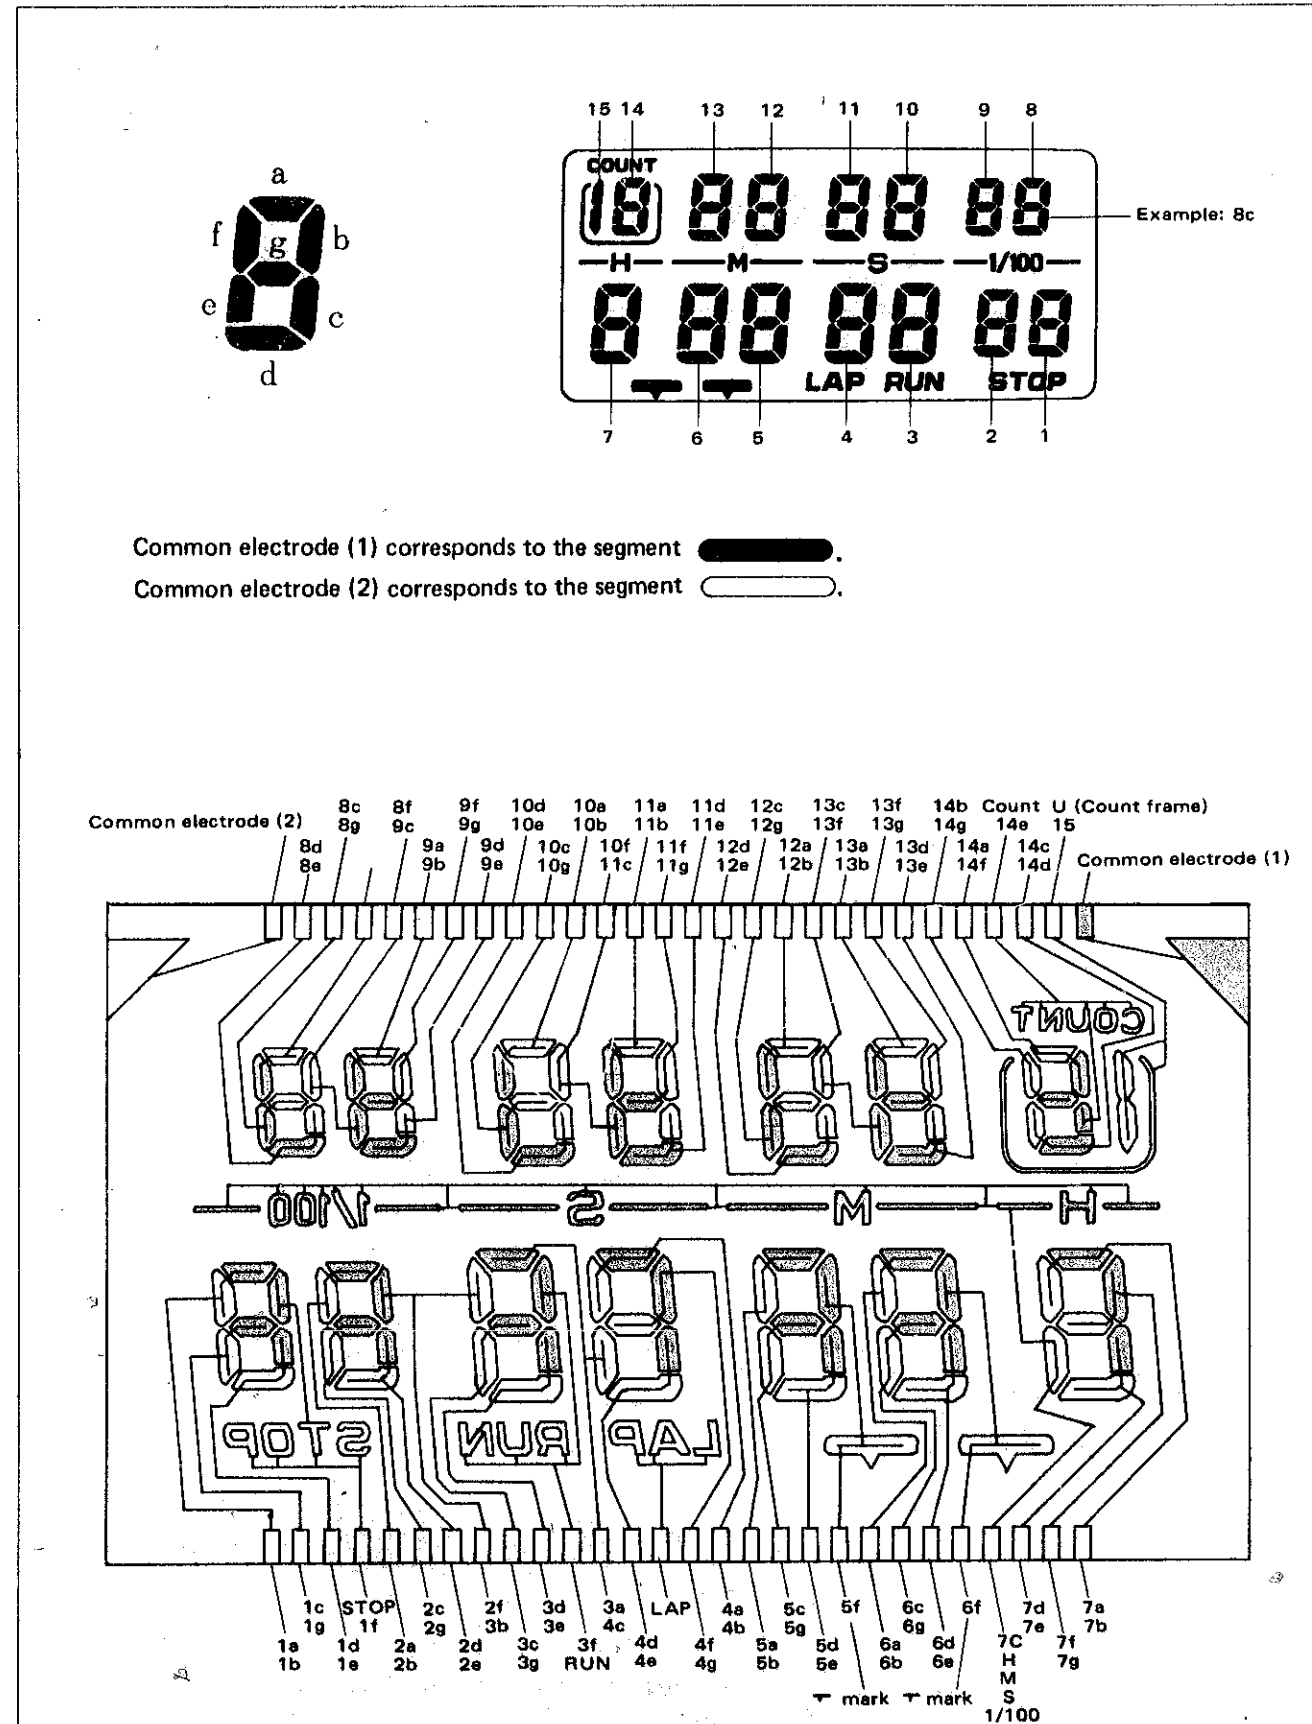 15 14 13 12 11 10 9 8
COUNT
a
f b
g
e c
d
Example: 8c
H M S 1/100
LAP RUN STOP
7 6 5 4 3 2 1
Common electrode (1) corresponds to the segment .
Common electrode (2) corresponds to the segment .
8c 8f 9f 10d 10a 11a 11d 12c 13c 13f 14b Count U (Count frame)
Common electrode (2) 8g 9c 9g 10e 10b 11b 11e 12g 13f 13g 14g 14e 15
8d 9a 9d 10c 10f 11f 12d 12a 13a 13d 14a 14c Common electrode (1)
8e 9b 9e 10g 11c 11g 12e 12b 13b 13e 14f 14d
COUNT
1/100 S M H
STOP RUN LAP
1c STOP 2c 2f 3d 3a LAP 4a 5c 5f 6c 6f 7d 7a
1g 1f 2g 3b 3e 4c 4b 5g 6g 7e 7b
1a 1d 2a 2d 3c 3f 4d 4f 5a 5d 6a 6d 7C 7f
1b 1e 2b 2e 3g RUN 4e 4g 5b 5e 6b 6e H 7g
M
mark mark S
1/100